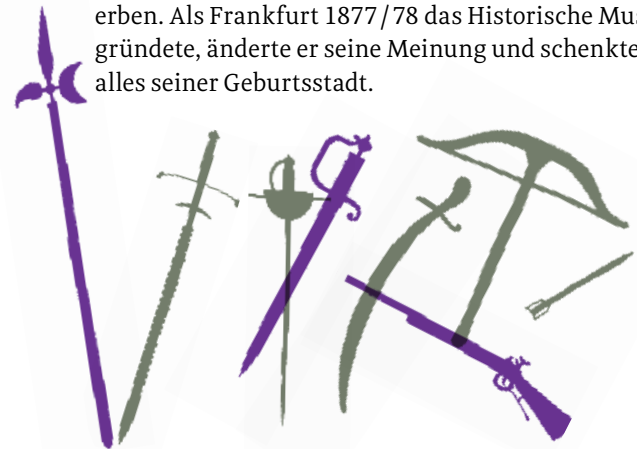 erben. Als Frankfurt 1877/78 das Historische
gründete, änderte er seine Meinung und schenkte
alles seiner Geburtsstadt.